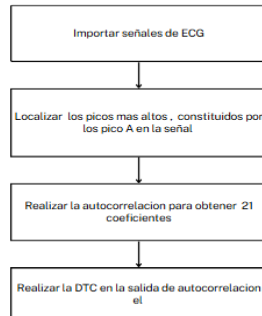 Importar señales de ECG
Localizar los picos mas altos , constituidos por
los pico A en la señal
Realizar la autocorrelacion para obtener 21
coeficientes
Realizar la DTC en la salida de autocorrelacion
el